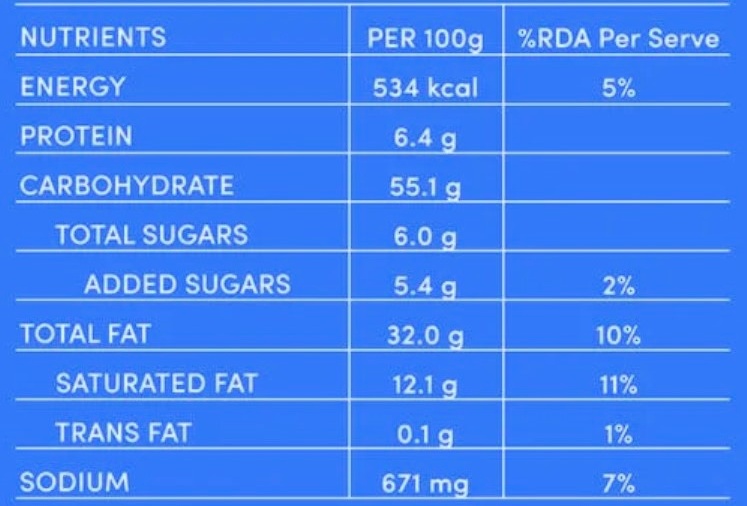 NUTRIENTS PER 100g %RDA Per Serve
ENERGY 534 kcal 5%
PROTEIN 6.4 g
CARBOHYDRATE 55.1 g
TOTAL SUGARS 6.0 g
ADDED SUGARS 5.4 g 2%
TOTAL FAT 32.0 g 10%
SATURATED FAT 12.1 g 11%
TRANS FAT 0.1 g 1%
SODIUM 671 mg 7%